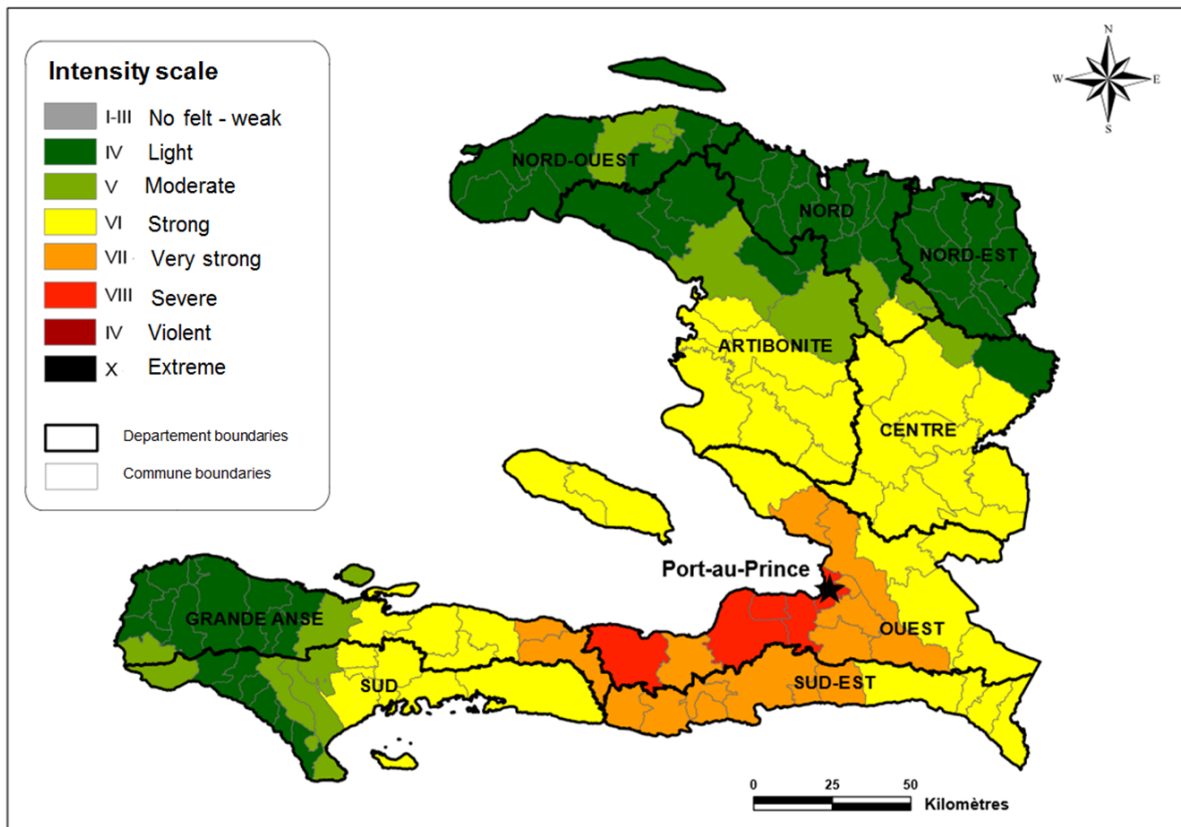 Intensity scale
I-III No felt - weak
IV Light
V Moderate
VI Strong
VII Very strong
VIII Severe
IV Violent
X Extreme
Departement boundaries
Commune boundaries
N
W E
S
NORD-OUEST
NORD
NORD-EST
ARTIBONITE
CENTRE
Port-au-Prince
GRANDE ANSE
OUEST
SUD
SUD-EST
0 25 50
Kilomètres